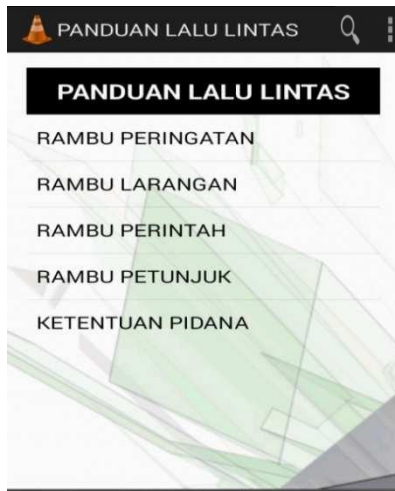 PANDUAN LALU LINTAS
PANDUAN LALU LINTAS
RAMBU PERINGATAN
RAMBU LARANGAN
RAMBU PERINTAH
RAMBU PETUNJUK
KETENTUAN PIDANA